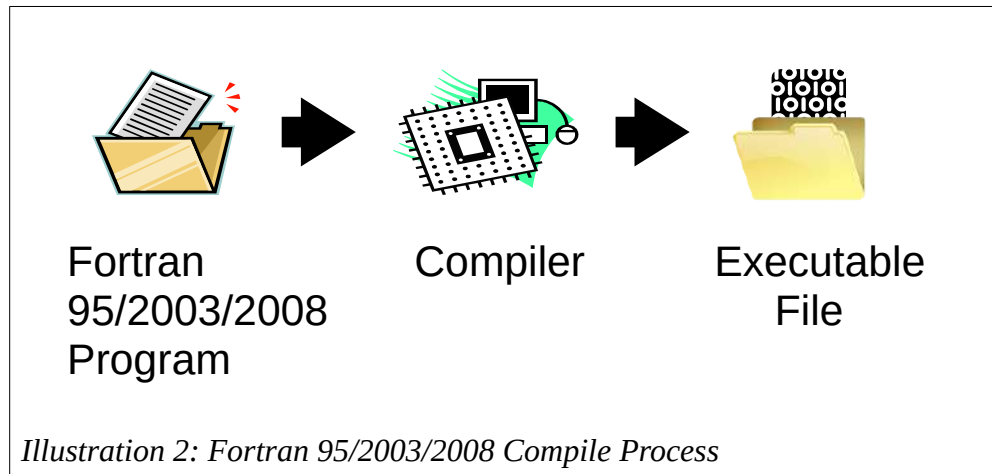 Fortran
95/2003/2008
Program
Compiler
Executable
File
Illustration 2: Fortran 95/2003/2008 Compile Process